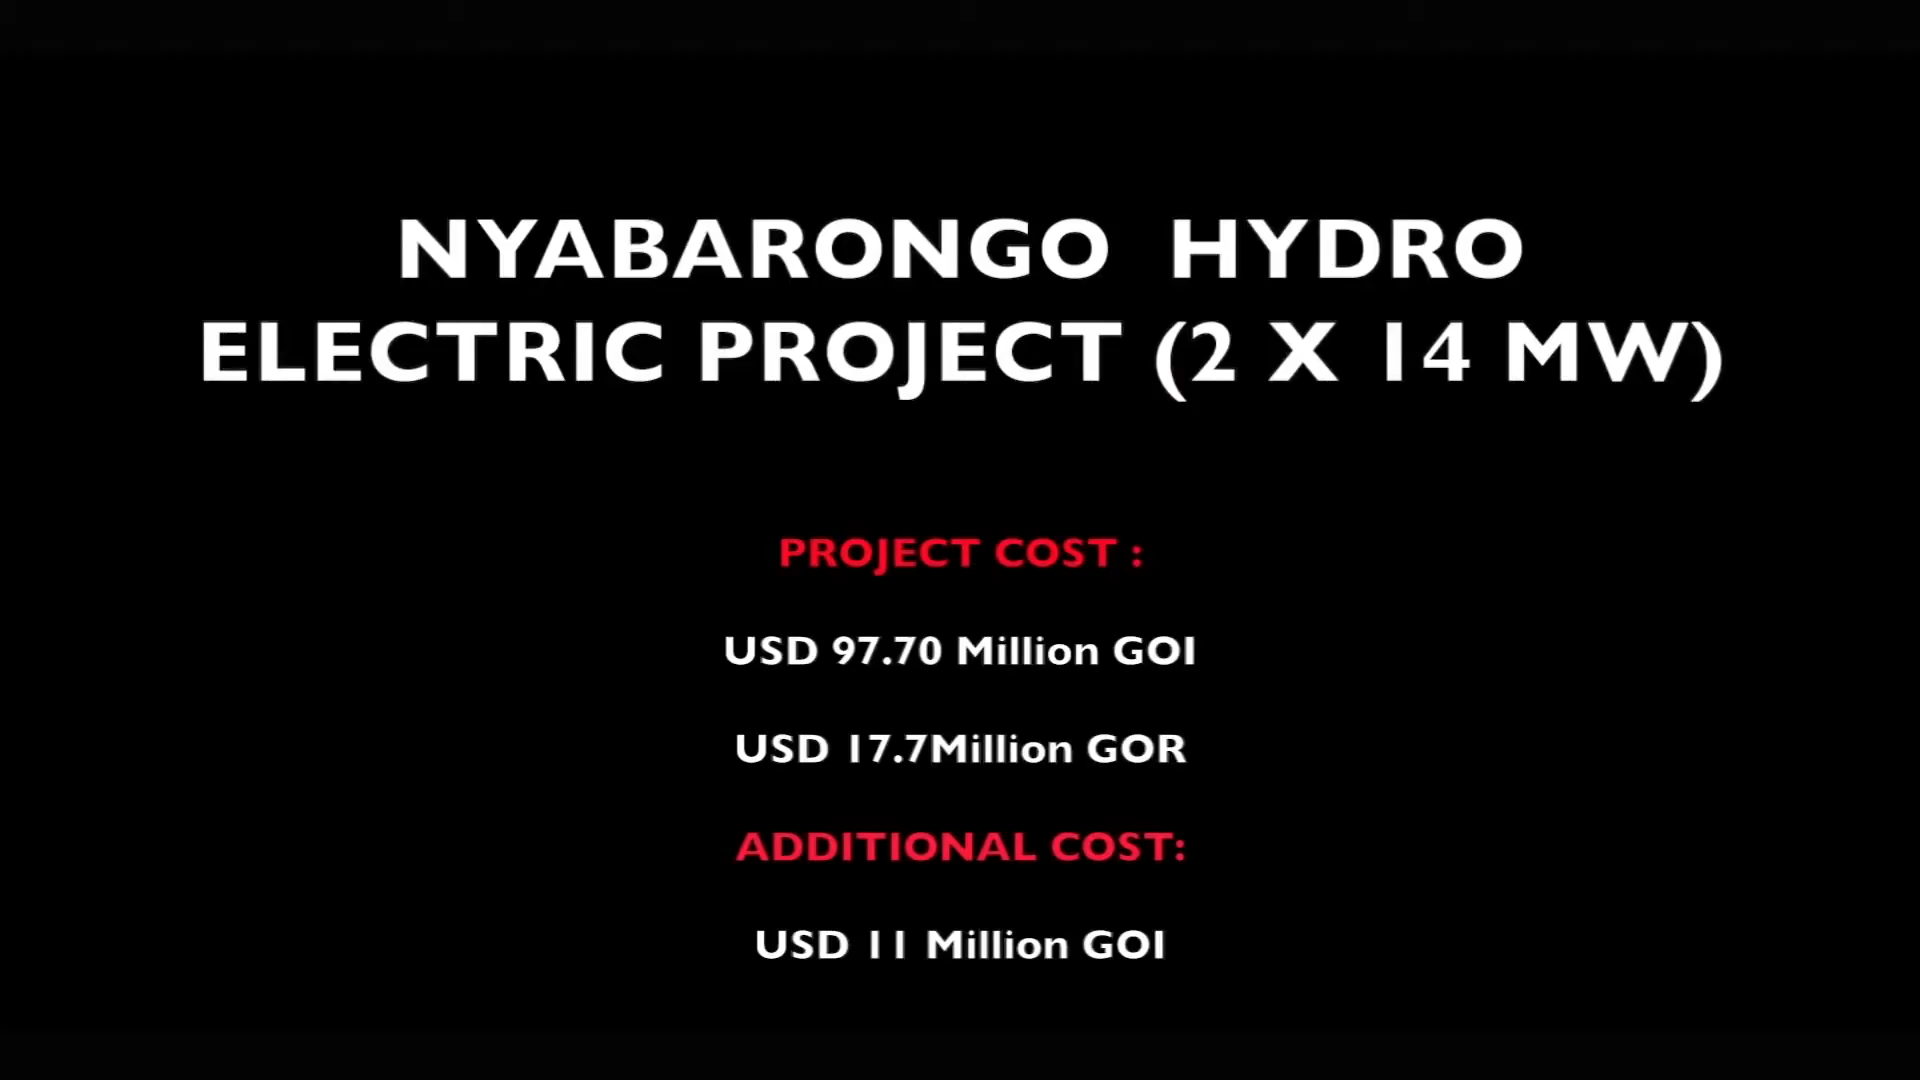 NYABARONGO HYDRO
ELECTRIC PROJECT (2 X 14 MW)
PROJECT COST :
USD 97.70 Million GOI
USD 17.7Million GOR
ADDITIONAL COST:
USD 11 Million GOI